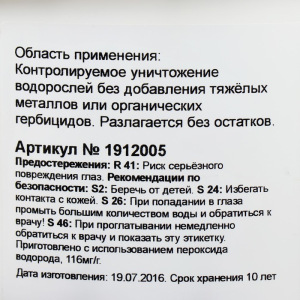 Область применения:
Контролируемое уничтожение
водорослей без добавления тяжёлых
металлов или органических
гербицидов. Разлагается без остатков.
Артикул № 1912005
Предостережения: R 41: Риск серьёзного
повреждения глаз. Рекомендации по
безопасности: S2: Беречь от детей. S 24: Избегать
контакта с кожей. S 26: При попадании в глаза
промыть большим количеством воды и обратиться к
врачу! S 46: При проглатывании немедленно
обратиться к врачу и показать эту этикетку.
Приготовлено с использованием пероксида
водорода, 116мг/г.
Дата изготовления: 19.07.2016. Срок хранения 10 лет